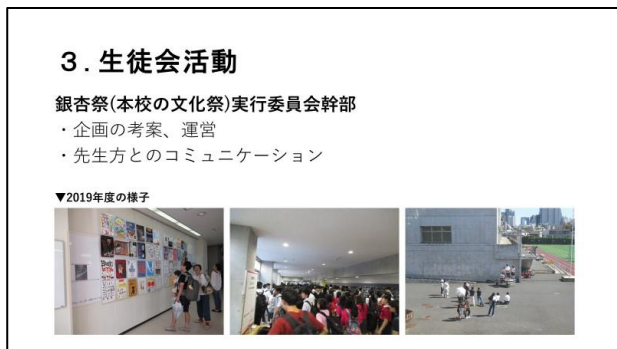 ３. 生徒会活動
銀杏祭(本校の文化祭)実行委員会幹部
・企画の考案、運営
・先生方とのコミュニケーション
▼2019年度の様子